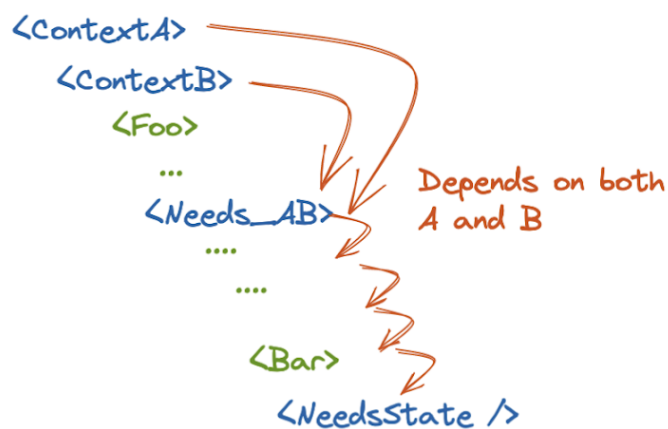 <ContextA>
<ContextB>
<Foo>
...
<Needs_AB>
Depends on both
A and B
....
....
<Bar>
<NeedsState />